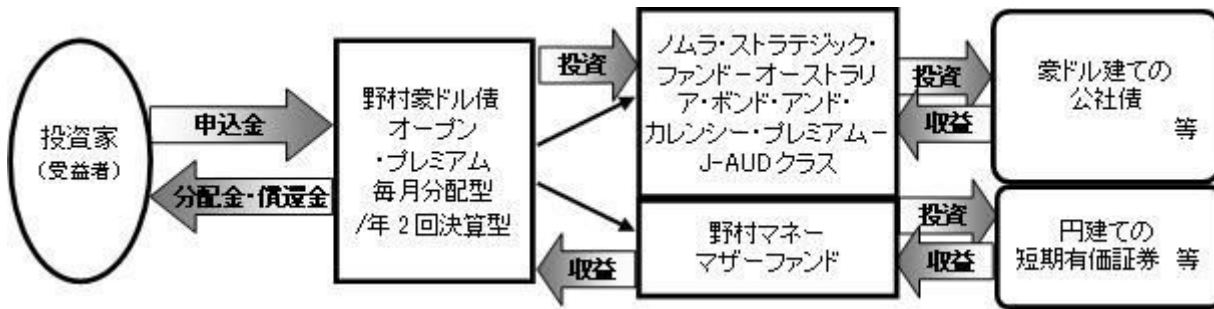 投資家
(受益者)
申込金
分配金・償還金
野村豪ドル債
オープン
・プレミアム
毎月分配型
/年2回決算型
投資
収益
ノムラ・ストラテジック・
ファンドーオーストラリ
ア・ボンド・アンド・
カレンシー・プレミアムー
J-AUDクラス
野村マネー
マザーファンド
投資
収益
投資
収益
豪ドル建ての
公社債
等
円建ての
短期有価証券 等